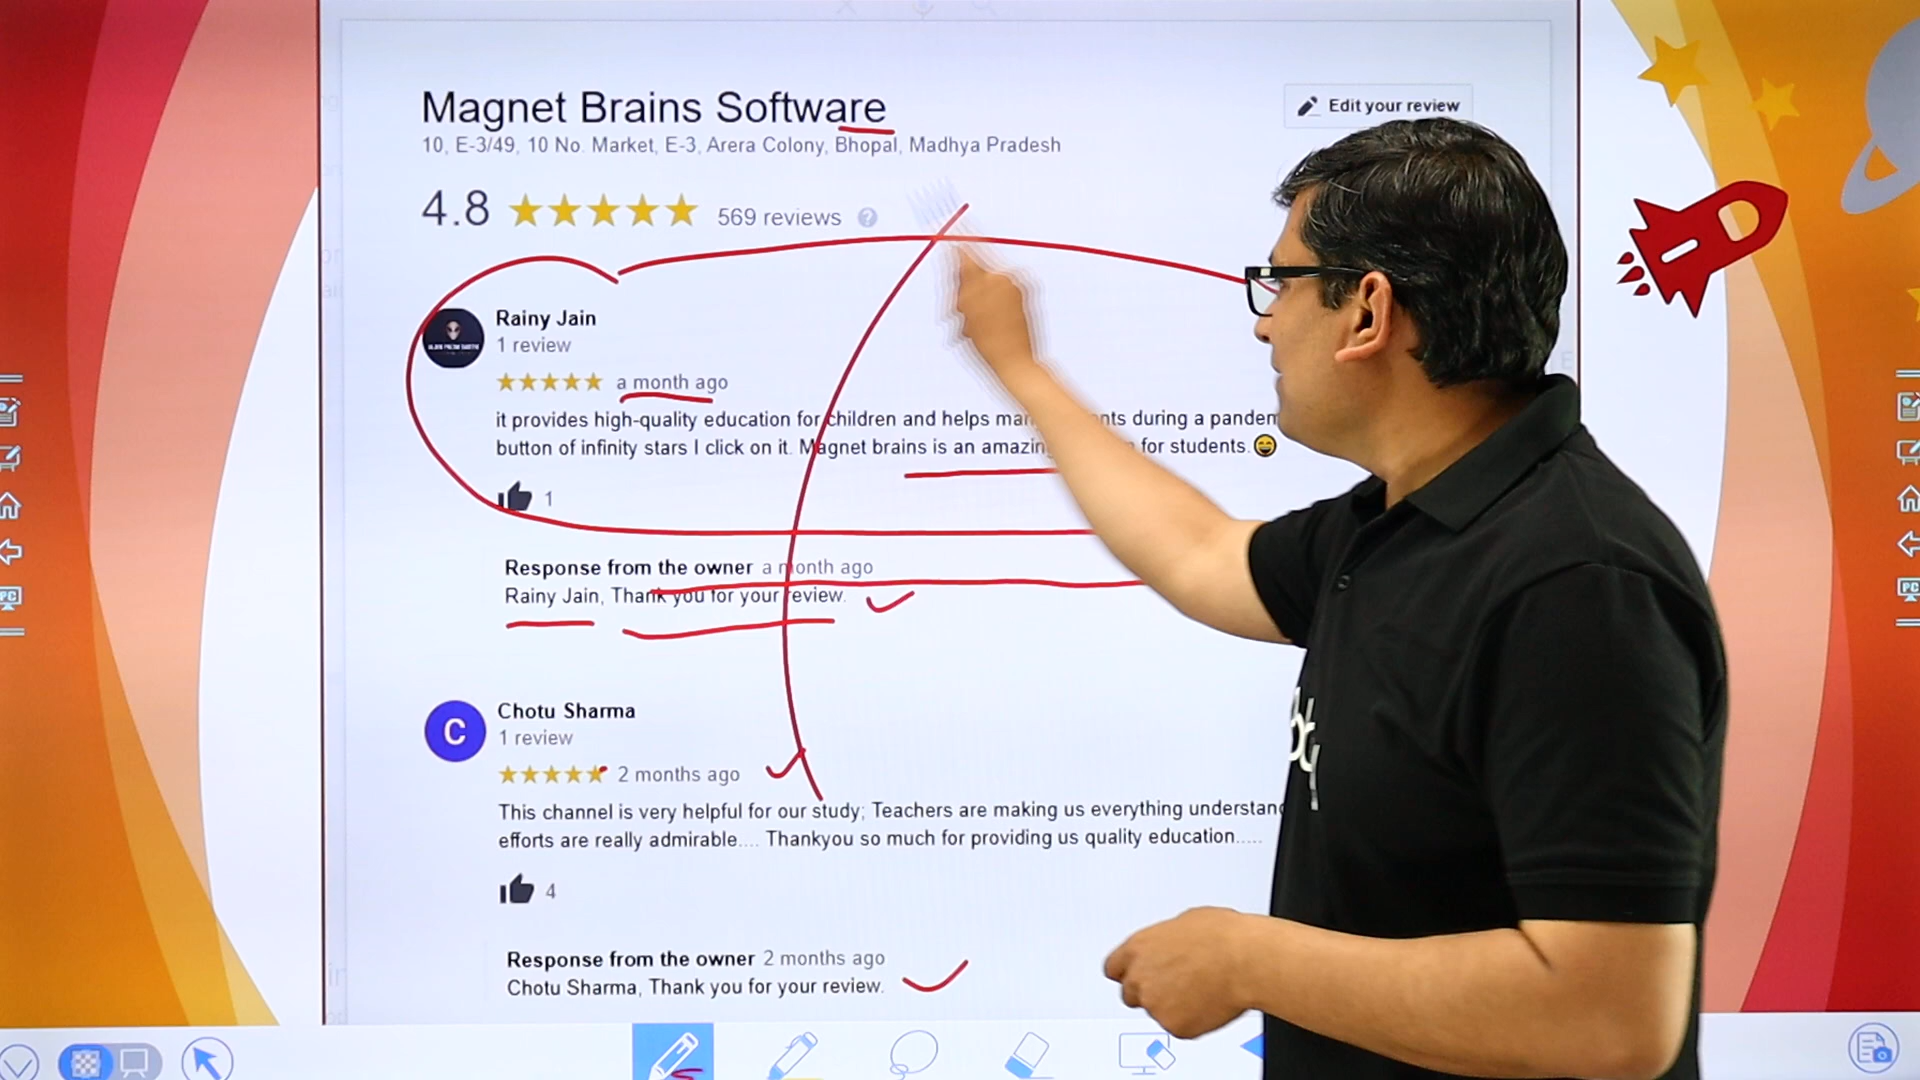 Magnet Brains Software
Edit your review
10, E-3/49, 10 No. Market, E-3, Arera Colony, Bhopal, Madhya Pradesh
4.8 569 reviews ?
Rainy Jain
1 review
a month ago
it provides high-quality education for children and helps during a
button of infinity stars I click on it. Magnet brains is an for students. 😄
1
Response from the owner a month ago
Rainy Jain, Thank you for your review.
C
Chotu Sharma
1 review
2 months ago
This channel is very helpful for our study; Teachers are making us everything
efforts are really admirable.... Thankyou so much for providing us quality education.....
4
Response from the owner 2 months ago
Chotu Sharma, Thank you for your review.
PC
PC